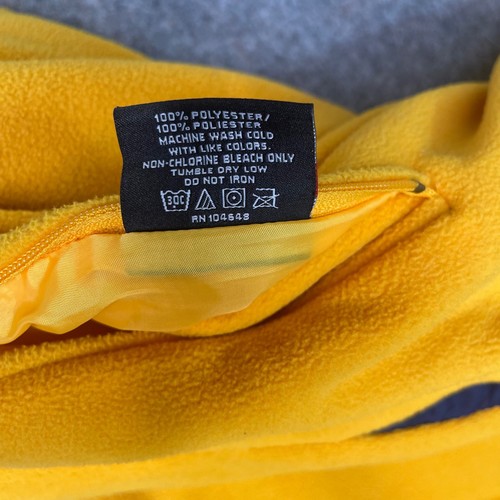 100% POLYESTER/
100% POLIESTER
MACHINE WASH COLD
WITH LIKE COLORS.
NON-CHLORINE BLEACH ONLY
TUMBLE DRY LOW
DO NOT IRON
30C
RN 104643